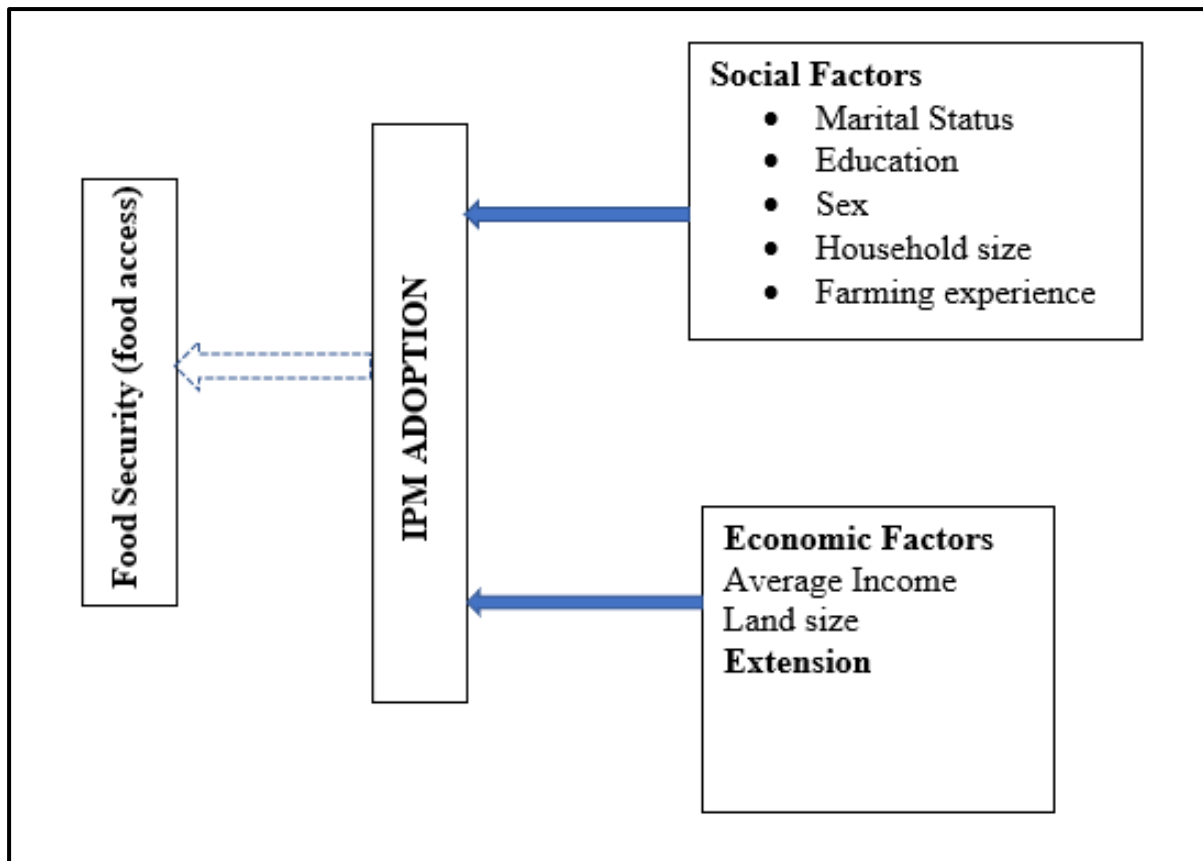 Food Security (food access)
IPM ADOPTION
Social Factors
• Marital Status
• Education
• Sex
• Household size
• Farming experience
Economic Factors
Average Income
Land size
Extension